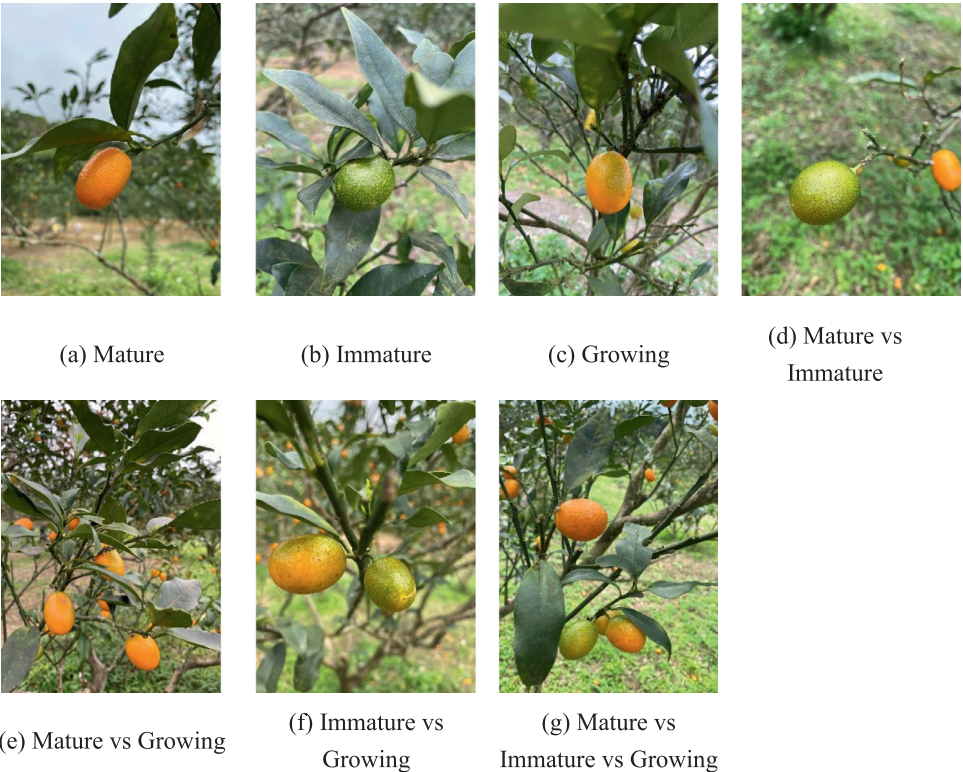 (a) Mature
(b) Immature
(c) Growing
(d) Mature vs
Immature
(e) Mature vs Growing
(f) Immature vs
Growing
(g) Mature vs
Immature vs Growing